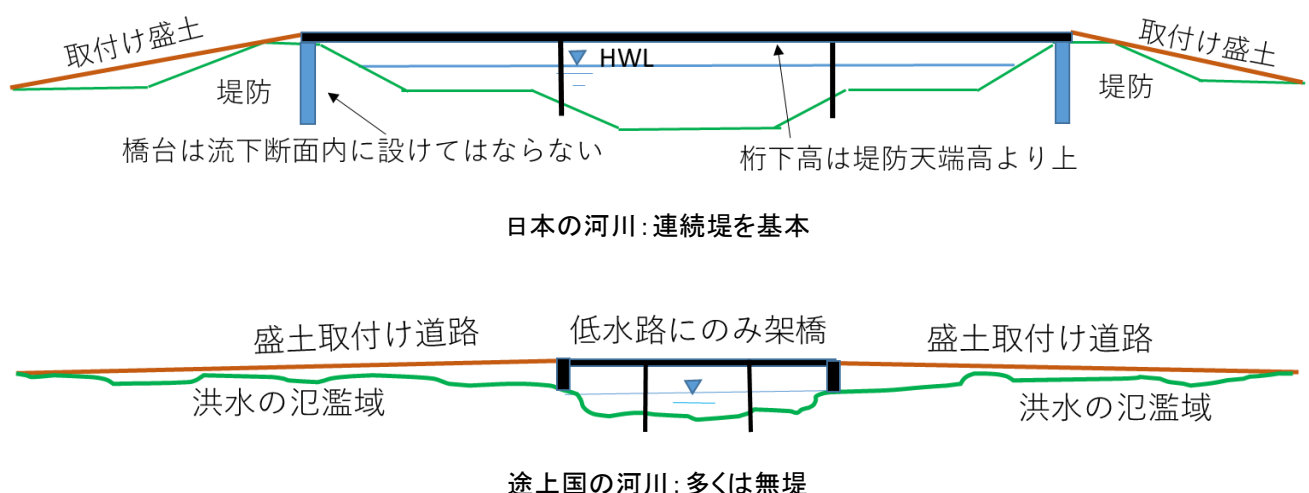 取付け盛土
取付け盛土
HWL
堤防
堤防
橋台は流下断面内に設けてはならない
桁下高は堤防天端高より上
日本の河川：連続堤を基本
盛土取付け道路
低水路にのみ架橋
盛土取付け道路
洪水の氾濫域
洪水の氾濫域
途上国の河川：多くは無堤